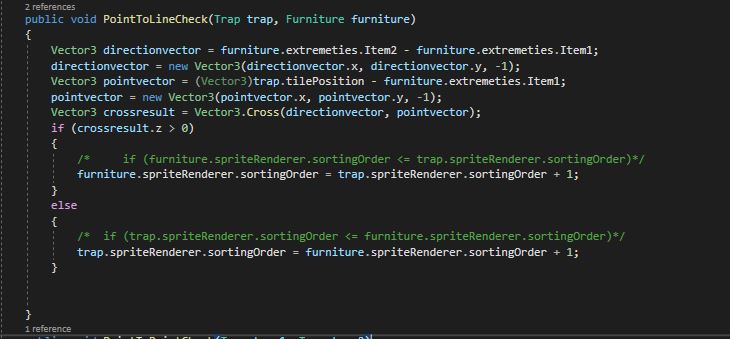 2 references
public void PointToLineCheck(Trap trap, Furniture furniture)
{
Vector3 directionvector = furniture.extremeties.Item2 - furniture.extremeties.Item1;
directionvector = new Vector3(directionvector.x, directionvector.y, -1);
Vector3 pointvector = (Vector3)trap.tilePosition - furniture.extremeties.Item1;
pointvector = new Vector3(pointvector.x, pointvector.y, -1);
Vector3 crossresult = Vector3.Cross(directionvector, pointvector);
if (crossresult.z > 0)
{
/*     if (furniture.spriteRenderer.sortingOrder <= trap.spriteRenderer.sortingOrder)*/
furniture.spriteRenderer.sortingOrder = trap.spriteRenderer.sortingOrder + 1;
}
else
{
/*  if (trap.spriteRenderer.sortingOrder <= furniture.spriteRenderer.sortingOrder)*/
trap.spriteRenderer.sortingOrder = furniture.spriteRenderer.sortingOrder + 1;
}
}
1 reference